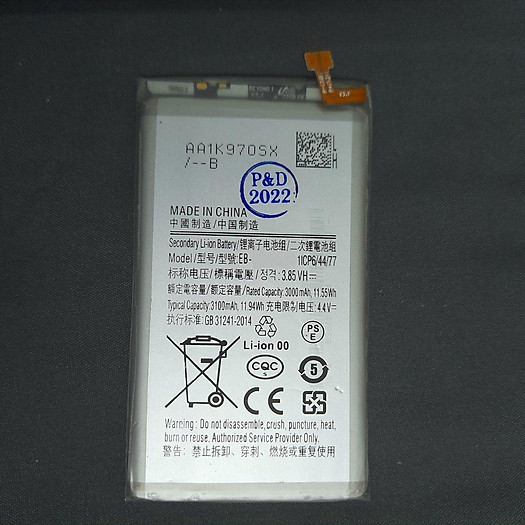 AA1K970SX
/--B
P&D
2022
MADE IN CHINA
中國制造/中国制造
Secondary Li-ion Battery/锂离子电池组/二次锂電池組
Model/型号/型號:EB- 1ICP6/44/77
标称电压/標稱電壓/정격: 3.85VH
額定電容量/额定容量/Rated Capacity: 3000mAh, 11.55Wh
Typical Capacity: 3100mAh, 11.94Wh 充电限制电压: 4.4V
执行标准: GB 31241-2014
PS
E
Li-ion 00
CQC
5
CE
Warning: Do not disassemble, crush, puncture, heat,
burn or reuse. Authorized Service Provider Only.
警告: 禁止拆卸、穿刺、燃烧或重复使用